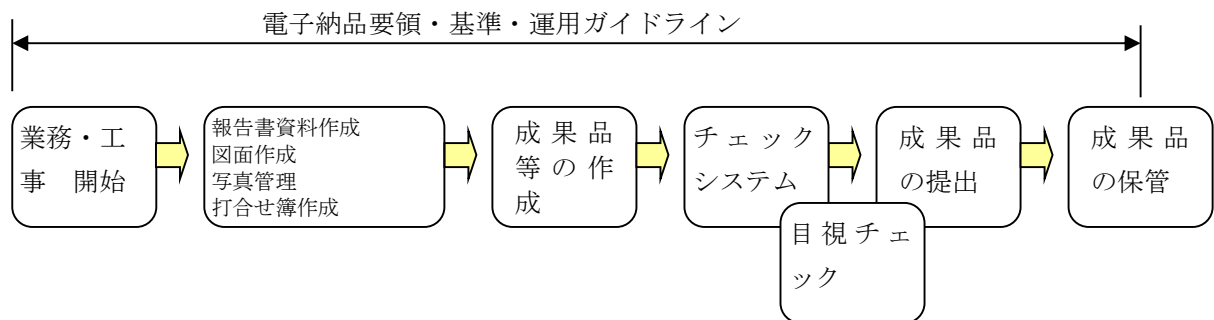 電子納品要領・基準・運用ガイドライン
業務・工
事　開始
報告書資料作成
図面作成
写真管理
打合せ簿作成
成果品
等の作
成
チェック
システム
目視チェ
ック
成果品
の提出
成果品
の保管